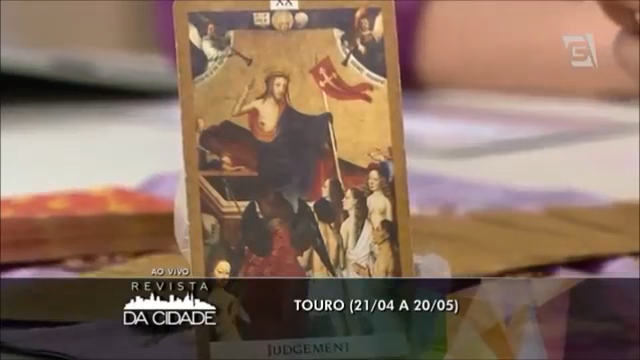 XX
JUDGEMENT
AO VIVO
REVISTA
DA CIDADE
TOURO (21/04 A 20/05)